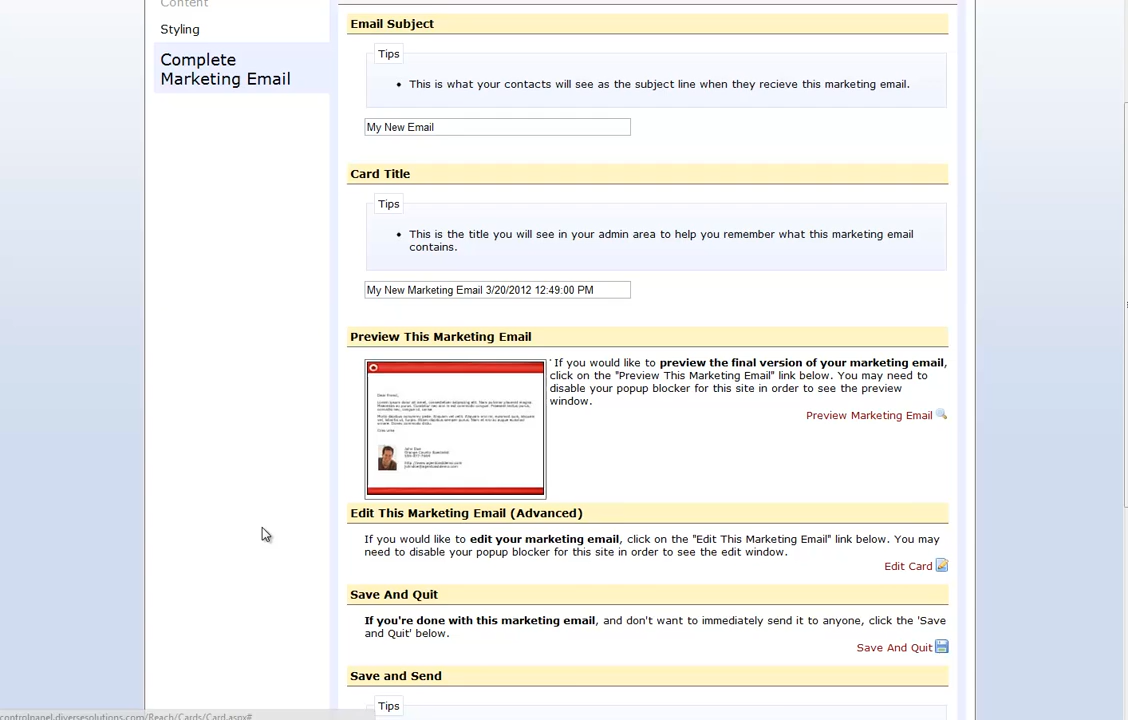 Content
Styling
Complete
Marketing Email
Email Subject
Tips
• This is what your contacts will see as the subject line when they recieve this marketing email.
My New Email
Card Title
Tips
• This is the title you will see in your admin area to help you remember what this marketing email
contains.
My New Marketing Email 3/20/2012 12:49:00 PM
Preview This Marketing Email
If you would like to preview the final version of your marketing email,
click on the "Preview This Marketing Email" link below. You may need to
disable your popup blocker for this site in order to see the preview
window.
Preview Marketing Email
Dear Friend,
Edit This Marketing Email (Advanced)
If you would like to edit your marketing email, click on the "Edit This Marketing Email" link below. You may
need to disable your popup blocker for this site in order to see the edit window.
Edit Card
Save And Quit
If you're done with this marketing email, and don't want to immediately send it to anyone, click the 'Save
and Quit' below.
Save And Quit
Save and Send
Tips
controlpanel.diversesolutions.com/Reach/Cards/Card.aspx#